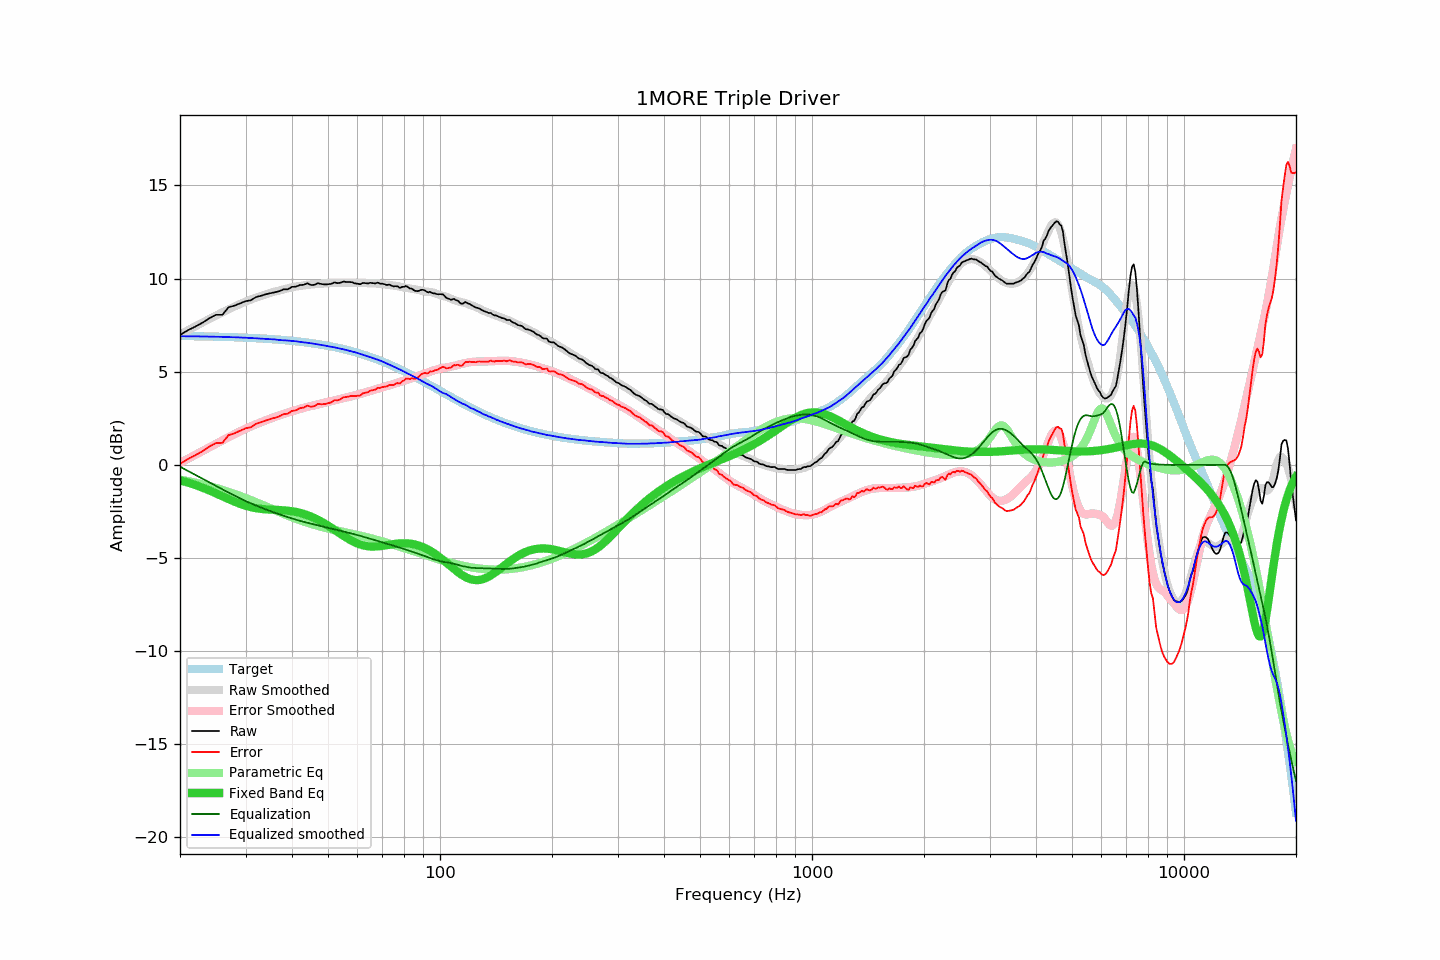 1MORE Triple Driver
Amplitude (dBr)
15
10
5
0
−5
−10
−15
−20
Target
Raw Smoothed
Error Smoothed
Raw
Error
Parametric Eq
Fixed Band Eq
Equalization
Equalized smoothed
100 1000 10000
Frequency (Hz)